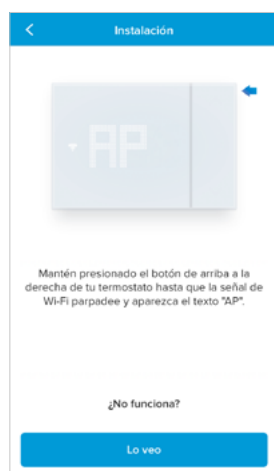 Instalación
AP
Mantén presionado el botón de arriba a la
derecha de tu termostato hasta que la señal de
Wi-Fi parpadee y aparezca el texto "AP".
¿No funciona?
Lo veo